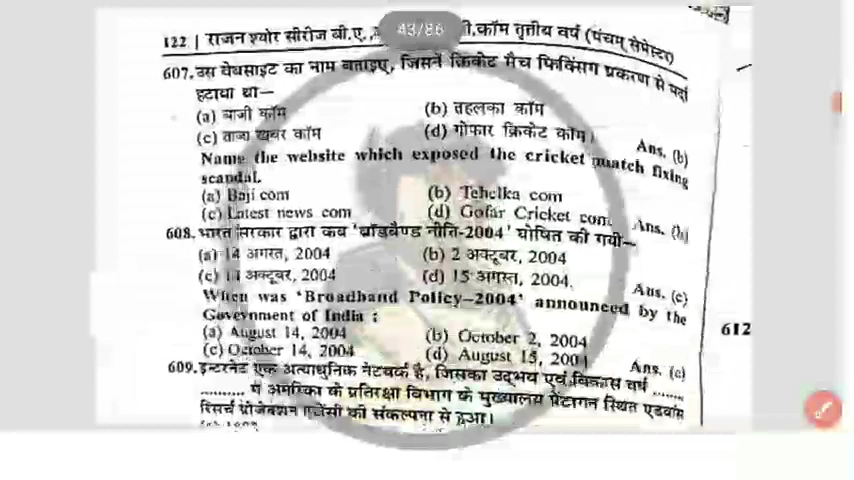 43/86
122 | राजन श्योर सीरीज बी.ए., कॉम तृतीय वर्ष (पंचम् सेमेस्टर)
607. उस वेबसाइट का नाम बताइए, जिसने क्रिकेट मैच फिक्सिंग प्रकरण से पर्दा
हटाया था—
(a) बाजी कॉम (b) तहलका कॉम
(c) ताजा खबर कॉम (d) गोफार क्रिकेट कॉम। Ans. (b)
Name the website which exposed the cricket match fixing
scandal.
(a) Baji com (b) Tehelka com
(c) Latest news com (d) Gofar Cricket com. Ans. (b)
608. भारत सरकार द्वारा कब 'ब्रॉडबैण्ड नीति-2004' घोषित की गयी—
(a) 14 अगस्त, 2004 (b) 2 अक्टूबर, 2004
(c) 14 अक्टूबर, 2004 (d) 15 अगस्त, 2004. Ans. (c)
When was 'Broadband Policy–2004' announced by the
Government of India :
(a) August 14, 2004 (b) October 2, 2004
(c) October 14, 2004 (d) August 15, 2004 Ans. (c)
612
609. इन्टरनेट एक अत्याधुनिक नेटवर्क है, जिसका उद्भव एवं विकास वर्ष .......
......... में अमेरिका के प्रतिरक्षा विभाग के मुख्यालय पेंटागन स्थित एडवांस
रिसर्च प्रोजेक्शन एजेंसी की संकल्पना से हुआ।